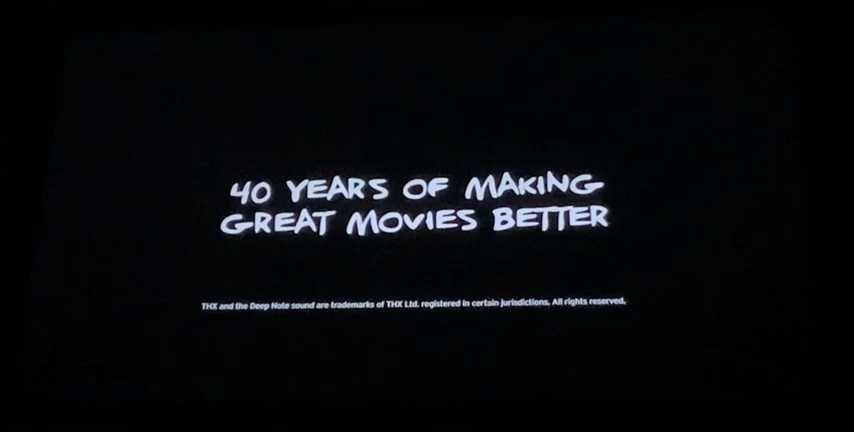 40 YEARS OF MAKING
GREAT MOVIES BETTER
THX and the Deep Note sound are trademarks of THX Ltd. registered in certain jurisdictions. All rights reserved.